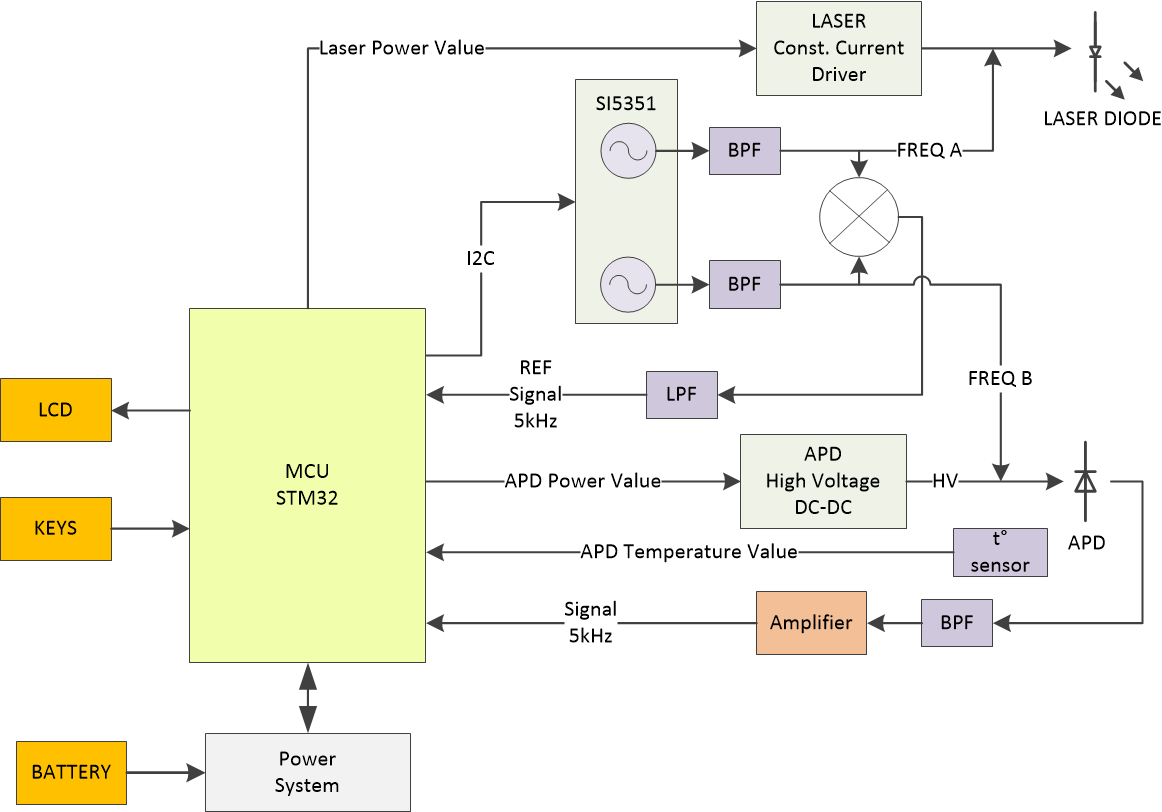 LASER
Const. Current
Driver
Laser Power Value
LASER DIODE
SI5351
BPF
FREQ A
I2C
BPF
REF
Signal
5kHz
LPF
FREQ B
LCD
MCU
STM32
KEYS
APD Power Value
APD
High Voltage
DC-DC
HV
APD
APD Temperature Value
t°
sensor
Signal
5kHz
Amplifier
BPF
BATTERY
Power
System